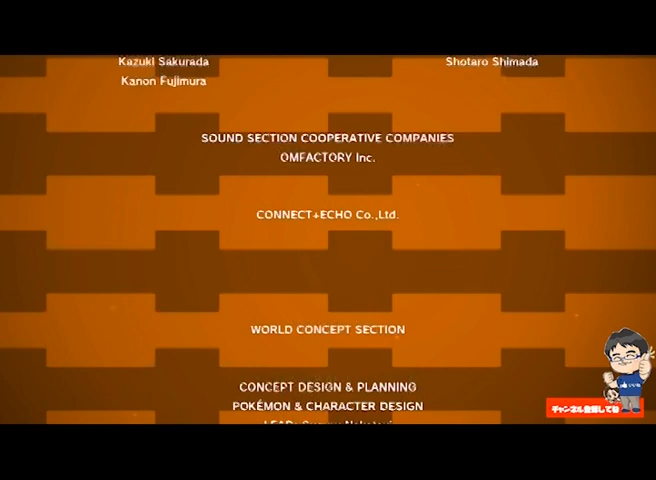 Kazuki Sakurada
Shotaro Shimada
Kanon Fujimura
SOUND SECTION COOPERATIVE COMPANIES
OMFACTORY Inc.
CONNECT+ECHO Co.,Ltd.
WORLD CONCEPT SECTION
CONCEPT DESIGN & PLANNING
POKÉMON & CHARACTER DESIGN
チャンネル登録してね